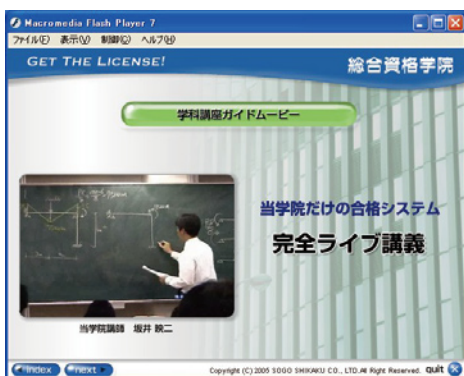 Macromedia Flash Player 7
ファイル(F) 表示(V) 制御(C) ヘルプ(H)
GET THE LICENSE!
総合資格学院
学科講座ガイドムービー
当学院だけの合格システム
完全ライブ講義
当学院講師 坂井 映二
index
next
Copyright (C) 2005 SOGO SHIKAKU CO., LTD.All Right Reserved.
quit